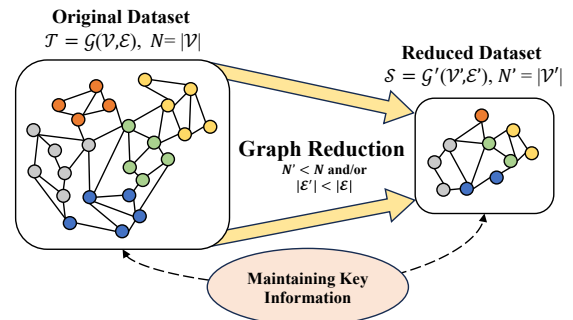 Original Dataset
𝒯 = 𝒢(𝒱,ℰ), N= |𝒱|
Reduced Dataset
𝒮 = 𝒢′(𝒱′,ℰ′), N′ = |𝒱′|
Graph Reduction
N′ < N and/or
|ℰ′| < |ℰ|
Maintaining Key
Information